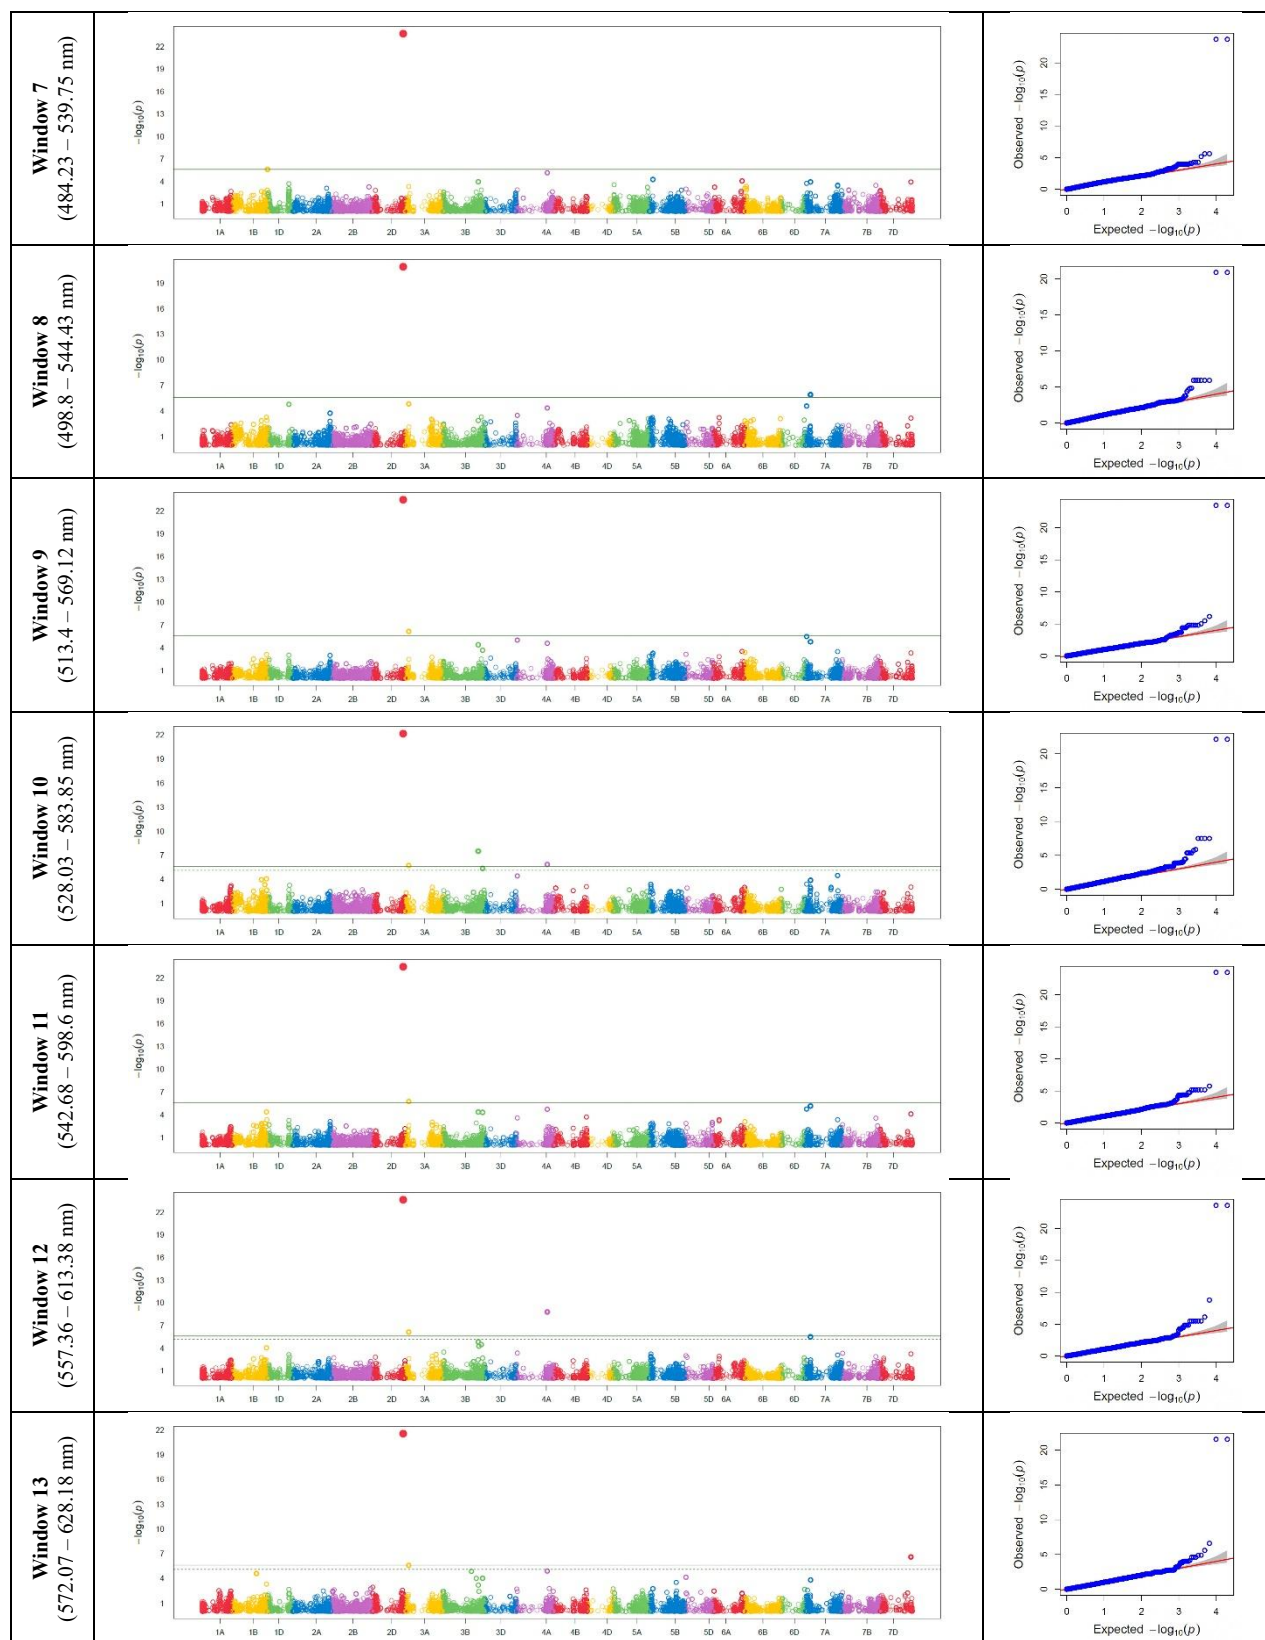 Window 7
(484.23 – 539.75 nm)
−log10(p)
22
19
16
13
10
7
4
1
1A 1B 1D 2A 2B 2D 3A 3B 3D 4A 4B 4D 5A 5B 5D 6A 6B 6D 7A 7B 7D
Observed −log10(p)
20
15
10
5
0
0 1 2 3 4
Expected −log10(p)
Window 8
(498.8 – 544.43 nm)
−log10(p)
19
16
13
10
7
4
1
1A 1B 1D 2A 2B 2D 3A 3B 3D 4A 4B 4D 5A 5B 5D 6A 6B 6D 7A 7B 7D
Observed −log10(p)
20
15
10
5
0
0 1 2 3 4
Expected −log10(p)
Window 9
(513.4 – 569.12 nm)
−log10(p)
22
19
16
13
10
7
4
1
1A 1B 1D 2A 2B 2D 3A 3B 3D 4A 4B 4D 5A 5B 5D 6A 6B 6D 7A 7B 7D
Observed −log10(p)
20
15
10
5
0
0 1 2 3 4
Expected −log10(p)
Window 10
(528.03 – 583.85 nm)
−log10(p)
22
19
16
13
10
7
4
1
1A 1B 1D 2A 2B 2D 3A 3B 3D 4A 4B 4D 5A 5B 5D 6A 6B 6D 7A 7B 7D
Observed −log10(p)
20
15
10
5
0
0 1 2 3 4
Expected −log10(p)
Window 11
(542.68 – 598.6 nm)
−log10(p)
22
19
16
13
10
7
4
1
1A 1B 1D 2A 2B 2D 3A 3B 3D 4A 4B 4D 5A 5B 5D 6A 6B 6D 7A 7B 7D
Observed −log10(p)
20
15
10
5
0
0 1 2 3 4
Expected −log10(p)
Window 12
(557.36 – 613.38 nm)
−log10(p)
22
19
16
13
10
7
4
1
1A 1B 1D 2A 2B 2D 3A 3B 3D 4A 4B 4D 5A 5B 5D 6A 6B 6D 7A 7B 7D
Observed −log10(p)
20
15
10
5
0
0 1 2 3 4
Expected −log10(p)
Window 13
(572.07 – 628.18 nm)
−log10(p)
22
19
16
13
10
7
4
1
1A 1B 1D 2A 2B 2D 3A 3B 3D 4A 4B 4D 5A 5B 5D 6A 6B 6D 7A 7B 7D
Observed −log10(p)
20
15
10
5
0
0 1 2 3 4
Expected −log10(p)